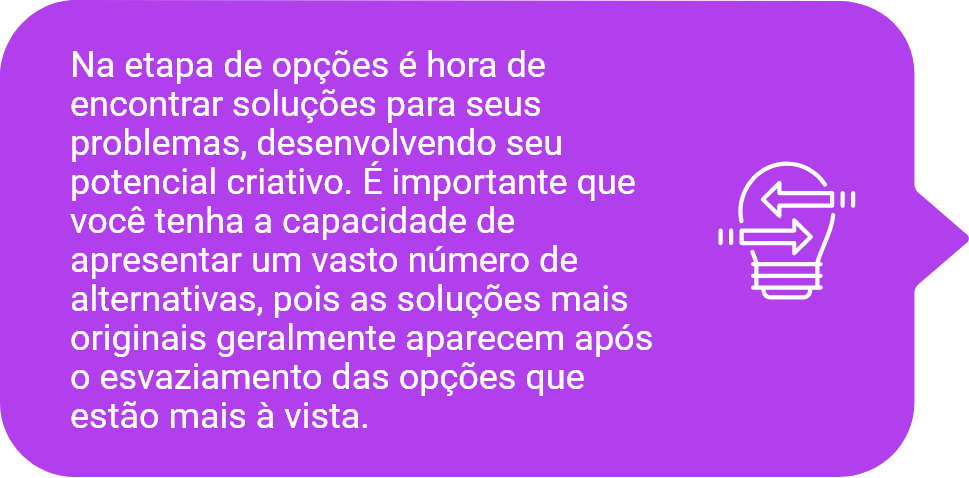 Na etapa de opções é hora de
encontrar soluções para seus
problemas, desenvolvendo seu
potencial criativo. É importante que
você tenha a capacidade de
apresentar um vasto número de
alternativas, pois as soluções mais
originais geralmente aparecem após
o esvaziamento das opções que
estão mais à vista.